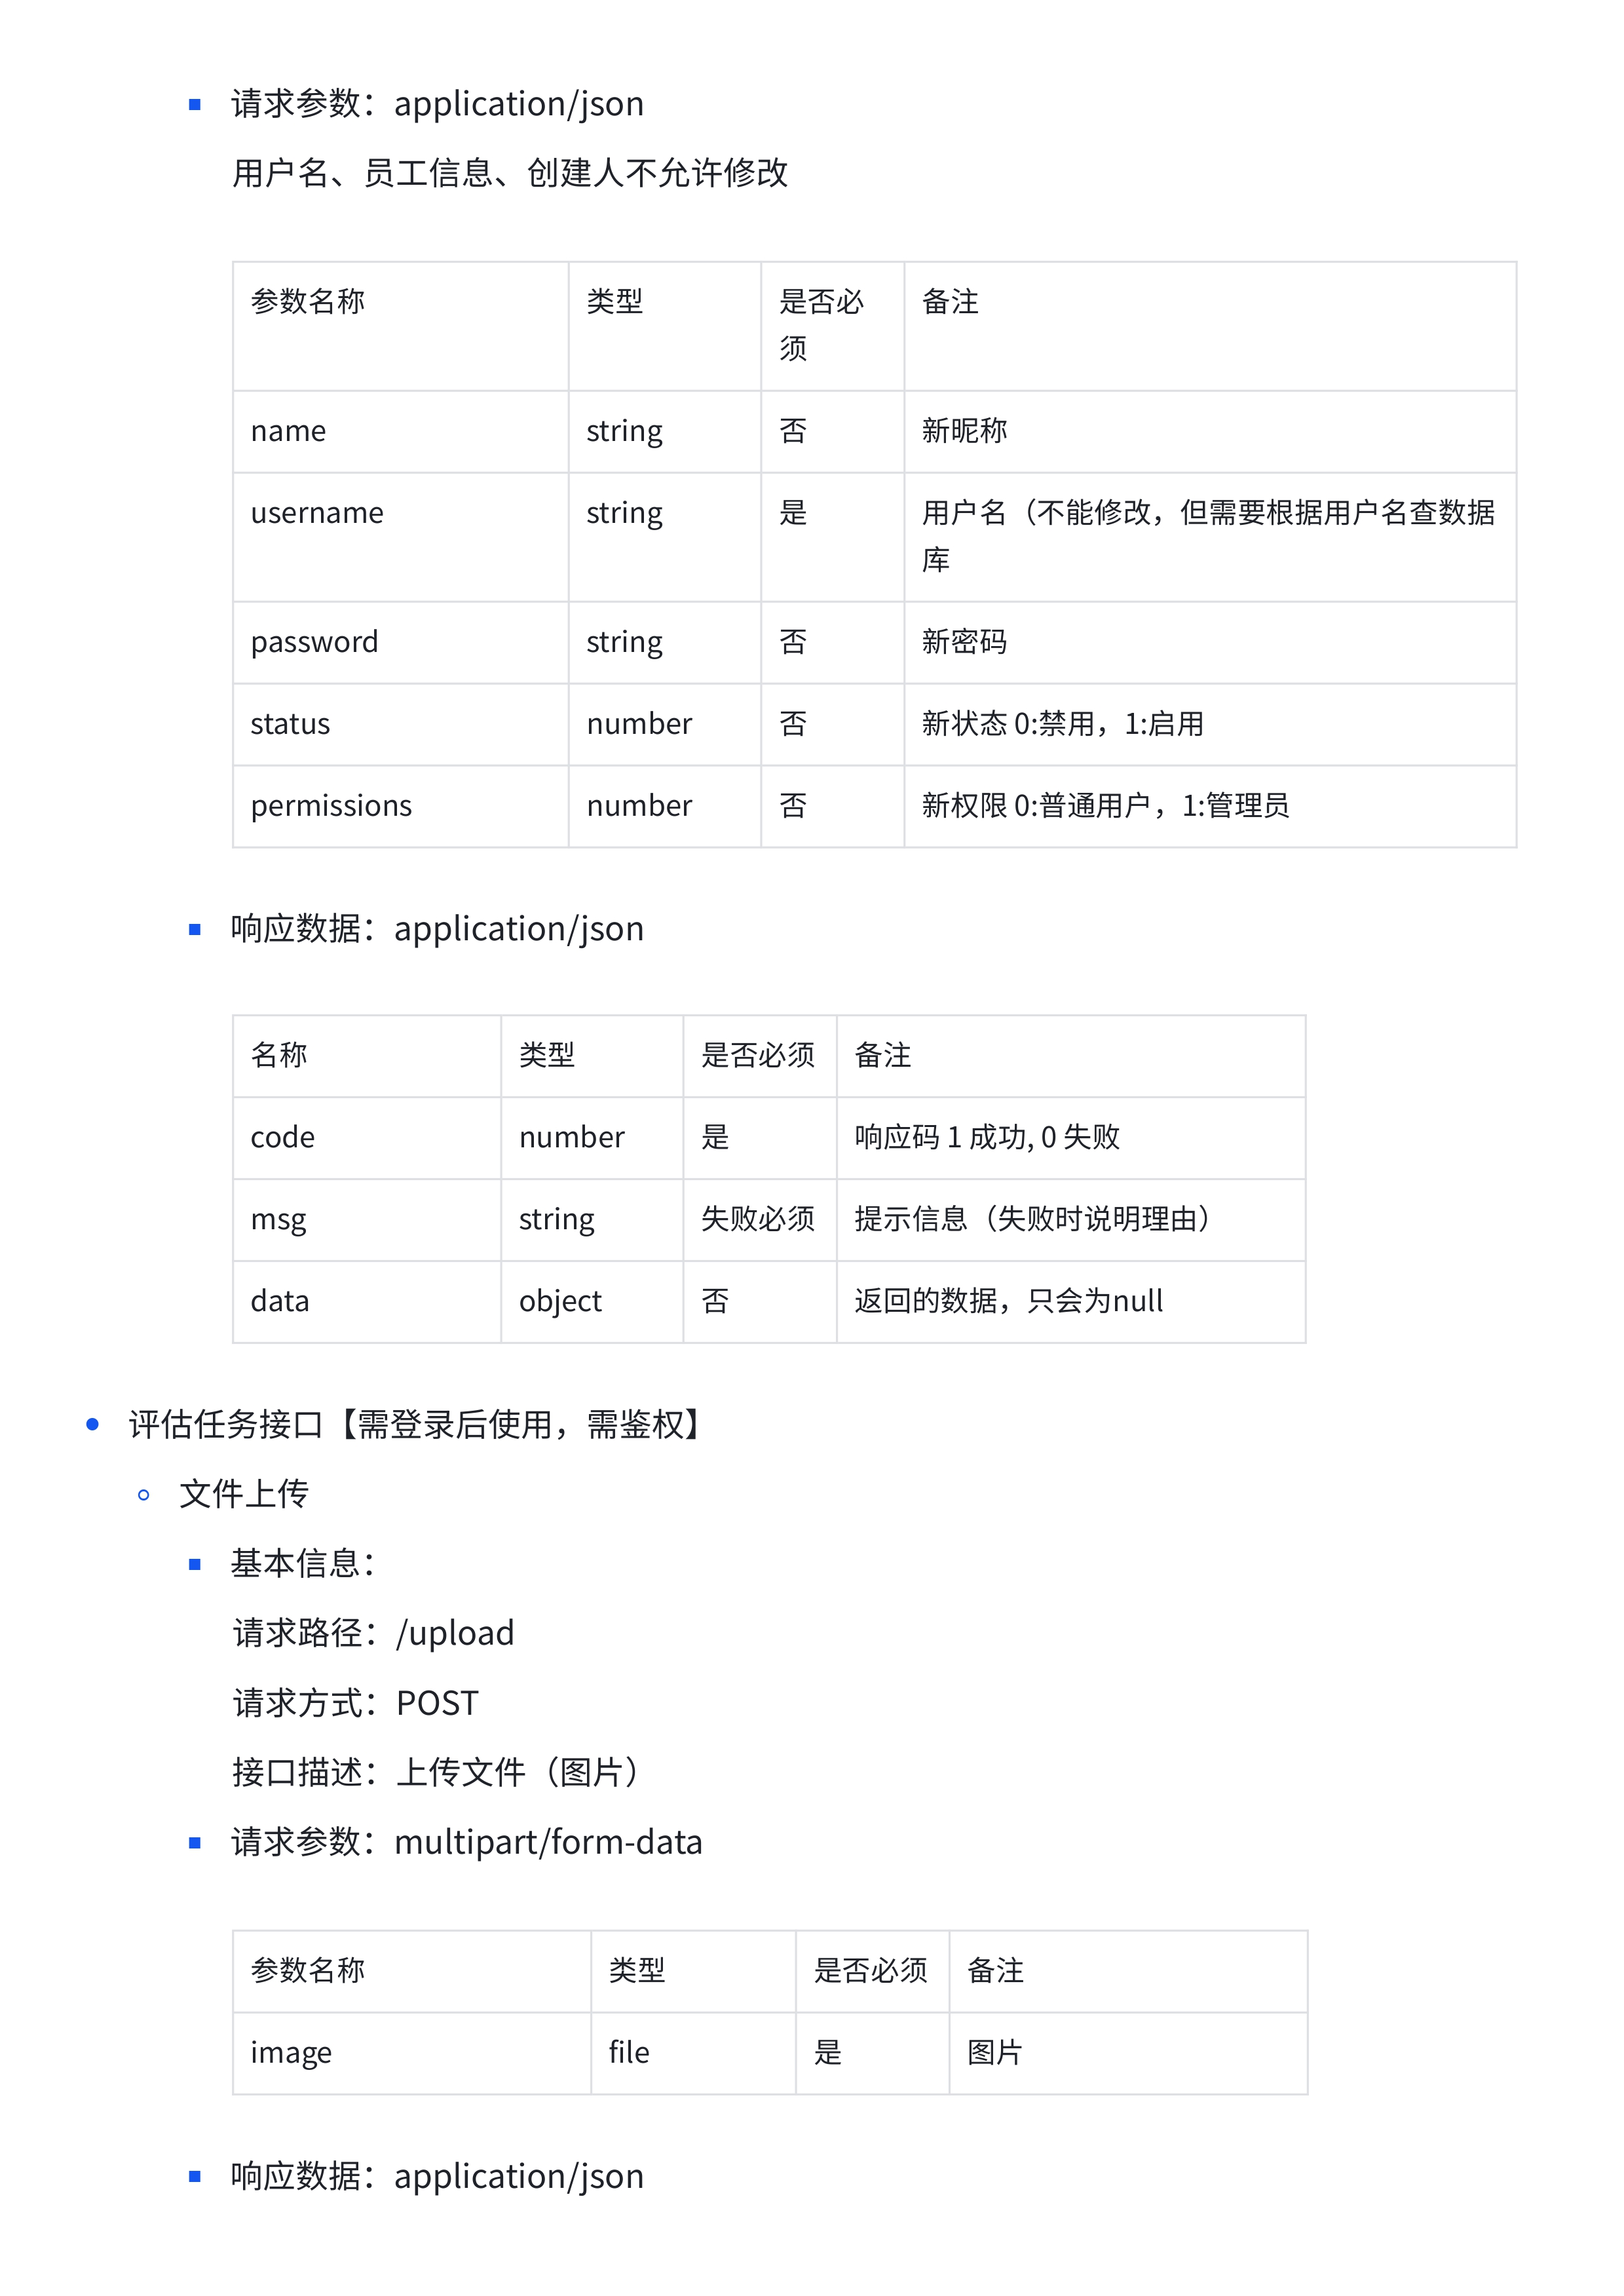 请求参数：application/json
用户名、员工信息、创建人不允许修改
参数名称 类型 是否必须 备注
name string 否 新昵称
username string 是 用户名（不能修改，但需要根据用户名查数据库
password string 否 新密码
status number 否 新状态 0:禁用，1:启用
permissions number 否 新权限 0:普通用户，1:管理员
响应数据：application/json
名称 类型 是否必须 备注
code number 是 响应码 1 成功, 0 失败
msg string 失败必须 提示信息（失败时说明理由）
data object 否 返回的数据，只会为null
评估任务接口【需登录后使用，需鉴权】
文件上传
基本信息：
请求路径：/upload
请求方式：POST
接口描述：上传文件（图片）
请求参数：multipart/form-data
参数名称 类型 是否必须 备注
image file 是 图片
响应数据：application/json